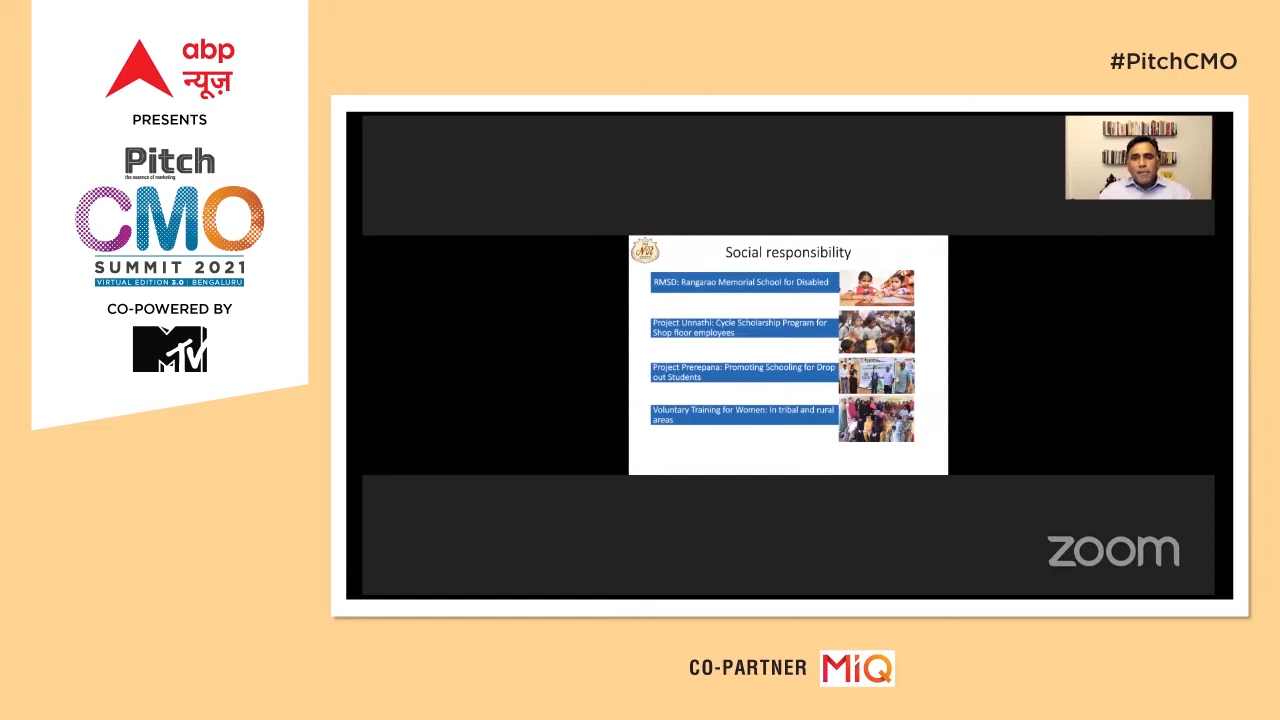 abp
न्यूज़
PRESENTS
Pitch
the essence of marketing
CMO
SUMMIT 2021
VIRTUAL EDITION 3.0 | BENGALURU
CO-POWERED BY
MTV
#PitchCMO
NR
Social responsibility
RMSD: Rangarao Memorial School for Disabled
Project Unnathi: Cycle Scholarship Program for
Shop floor employees
Project Prerepana: Promoting Schooling for Drop
out Students
Voluntary Training for Women: In tribal and rural
areas
zoom
CO-PARTNER
MiQ